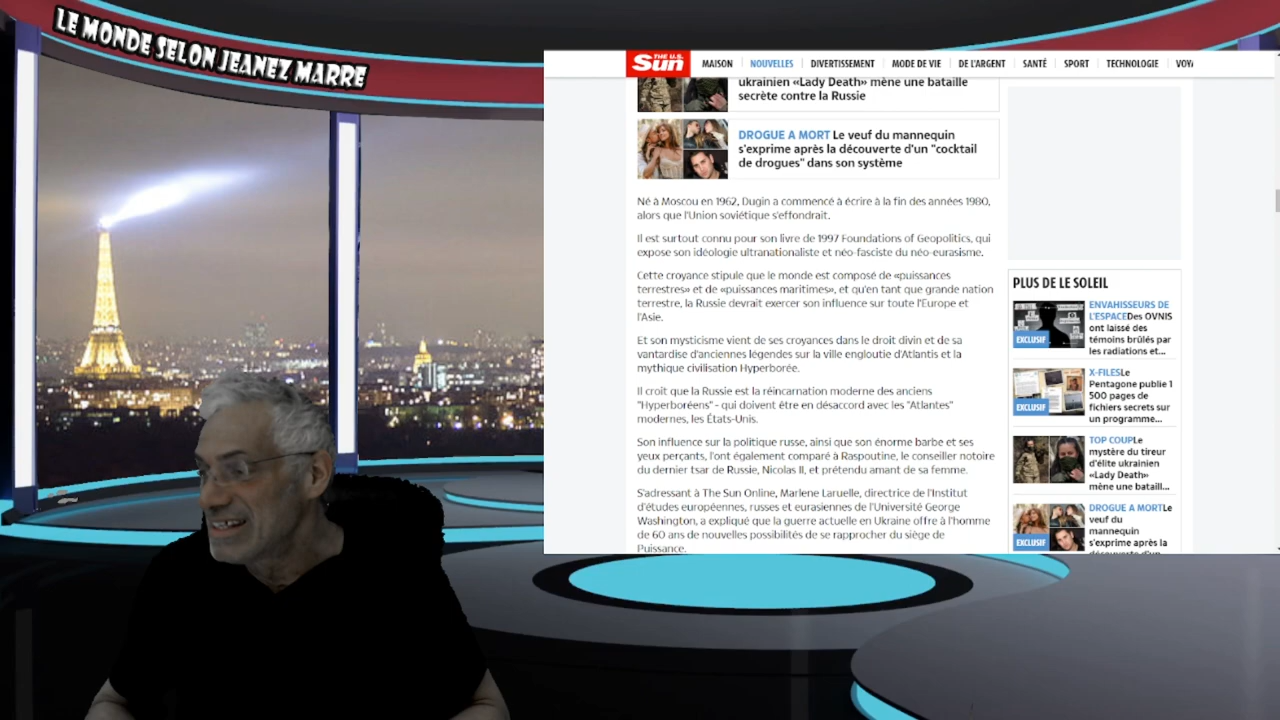 LE MONDE SELON JEANEZ MARRE
THE U.S. Sun
MAISON NOUVELLES DIVERTISSEMENT MODE DE VIE DE L'ARGENT SANTÉ SPORT TECHNOLOGIE VOY
ukrainien «Lady Death» mène une bataille
secrète contre la Russie
DROGUE A MORT Le veuf du mannequin
s'exprime après la découverte d'un "cocktail
de drogues" dans son système
Né à Moscou en 1962, Dugin a commencé à écrire à la fin des années 1980,
alors que l'Union soviétique s'effondrait.
Il est surtout connu pour son livre de 1997 Foundations of Geopolitics, qui
expose son idéologie ultranationaliste et néo-fasciste du néo-eurasisme.
Cette croyance stipule que le monde est composé de «puissances
terrestres» et de «puissances maritimes», et qu'en tant que grande nation
terrestre, la Russie devrait exercer son influence sur toute l'Europe et
l'Asie.
Et son mysticisme vient de ses croyances dans le droit divin et de sa
vantardise d'anciennes légendes sur la ville engloutie d'Atlantis et la
mythique civilisation Hyperborée.
Il croit que la Russie est la réincarnation moderne des anciens
"Hyperboréens" - qui doivent être en désaccord avec les "Atlantes"
modernes, les États-Unis.
Son influence sur la politique russe, ainsi que son énorme barbe et ses
yeux perçants, l'ont également comparé à Raspoutine, le conseiller notoire
du dernier tsar de Russie, Nicolas II, et prétendu amant de sa femme.
S'adressant à The Sun Online, Marlene Laruelle, directrice de l'Institut
d'études européennes, russes et eurasiennes de l'Université George
Washington, a expliqué que la guerre actuelle en Ukraine offre à l'homme
de 60 ans de nouvelles possibilités de se rapprocher du siège de
Puissance.
PLUS DE LE SOLEIL
EXCLUSIF
ENVAHISSEURS DE
L'ESPACEDes OVNIS
ont laissé des
témoins brûlés par
les radiations et...
EXCLUSIF
X-FILESLe
Pentagone publie 1
500 pages de
fichiers secrets sur
un programme...
TOP COUPLe
mystère du tireur
d'élite ukrainien
«Lady Death»
mène une bataill...
EXCLUSIF
DROGUE A MORTLe
veuf du
mannequin
s'exprime après la
découverte d'un